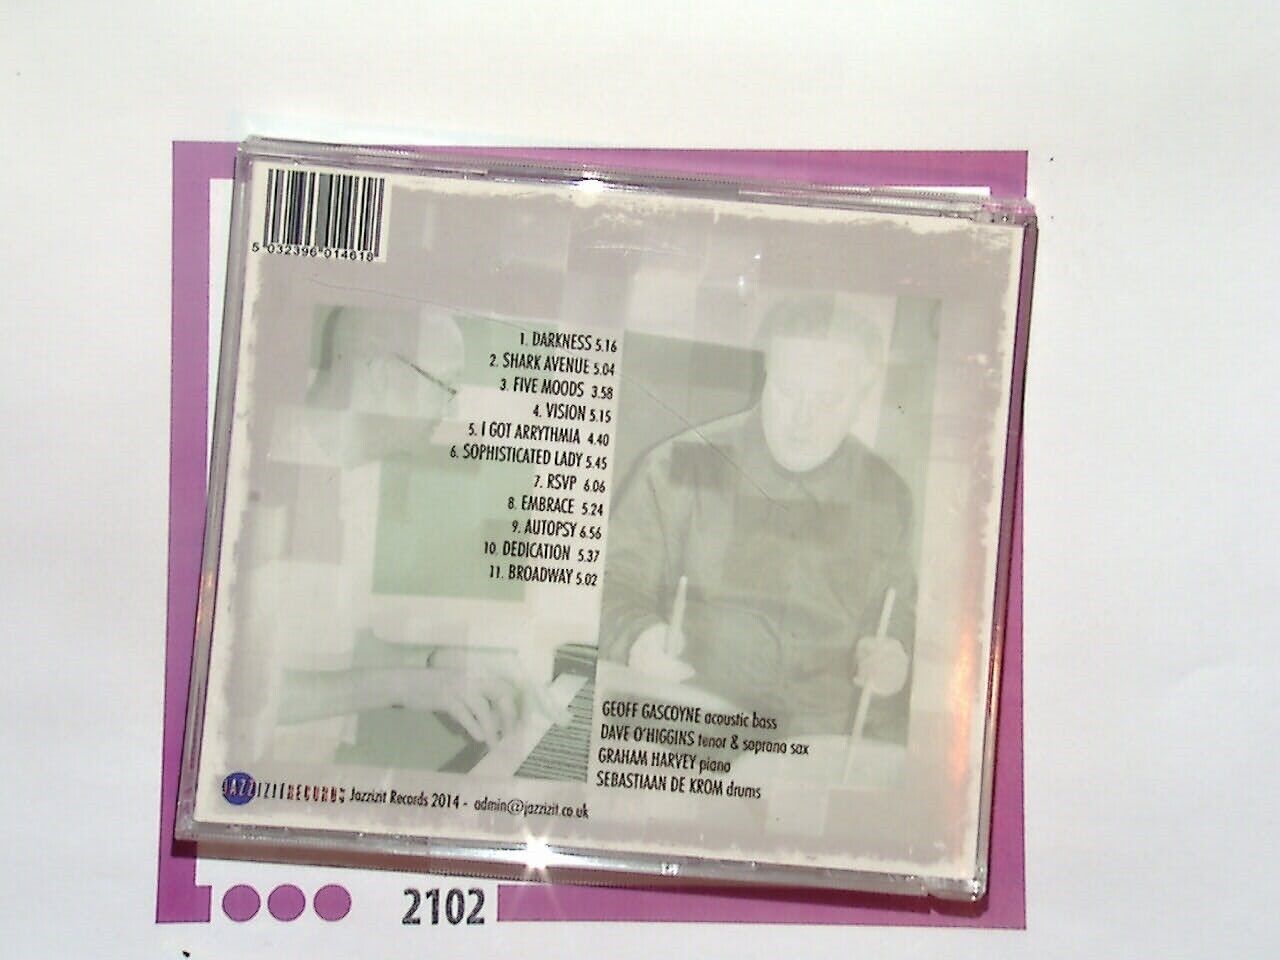 5 032396 014618
1. DARKNESS 5.16
2. SHARK AVENUE 5.04
3. FIVE MOODS 3.58
4. VISION 5.15
5. I GOT ARRYTHMIA 4.40
6. SOPHISTICATED LADY 5.45
7. RSVP 6.06
8. EMBRACE 5.24
9. AUTOPSY 6.56
10. DEDICATION 5.37
11. BROADWAY 5.02
GEOFF GASCOYNE acoustic bass
DAVE O'HIGGINS tenor & soprano sax
GRAHAM HARVEY piano
SEBASTIAAN DE KROM drums
JAZZIZITRECORDS Jazzizit Records 2014 - admin@jazzizit.co.uk
2102